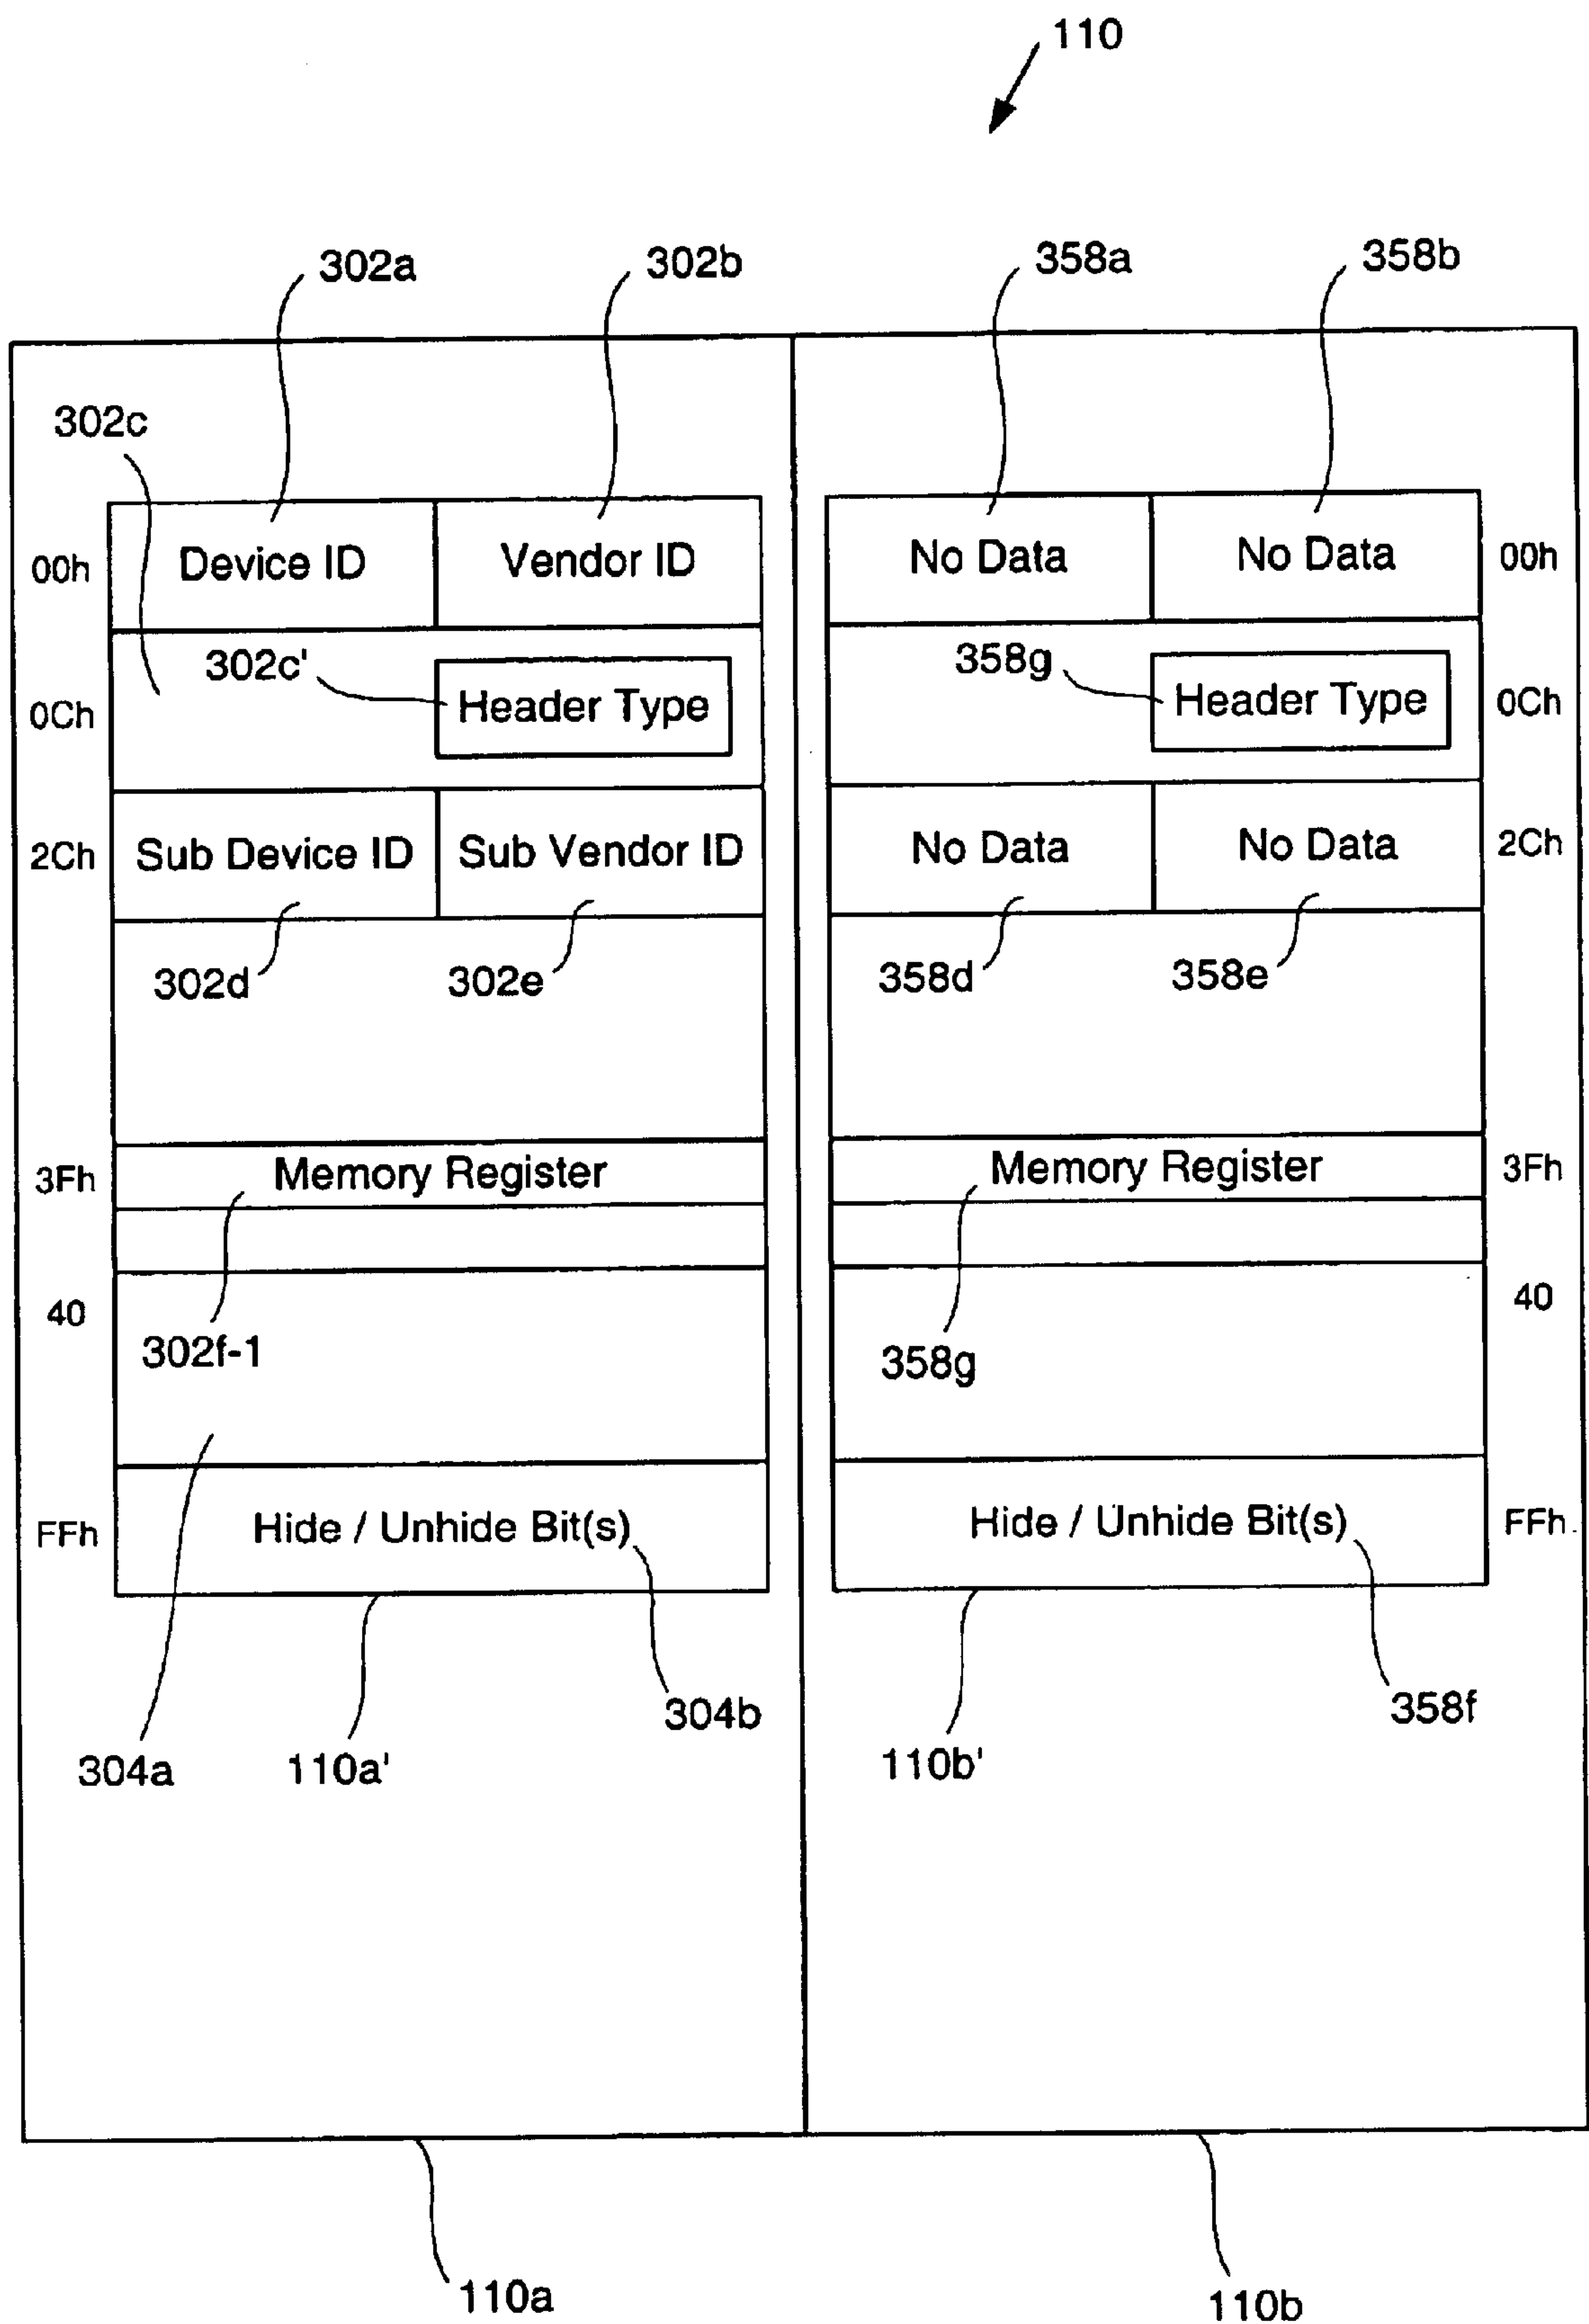 110
302a 302b 358a 358b
302c
00h Device ID Vendor ID No Data No Data 00h
302c' 358g
0Ch Header Type Header Type 0Ch
2Ch Sub Device ID Sub Vendor ID No Data No Data 2Ch
302d 302e 358d 358e
3Fh Memory Register Memory Register 3Fh
40 40
302f-1 358g
FFh Hide / Unhide Bit(s) Hide / Unhide Bit(s) FFh
304b 358f
304a 110a' 110b'
110a 110b